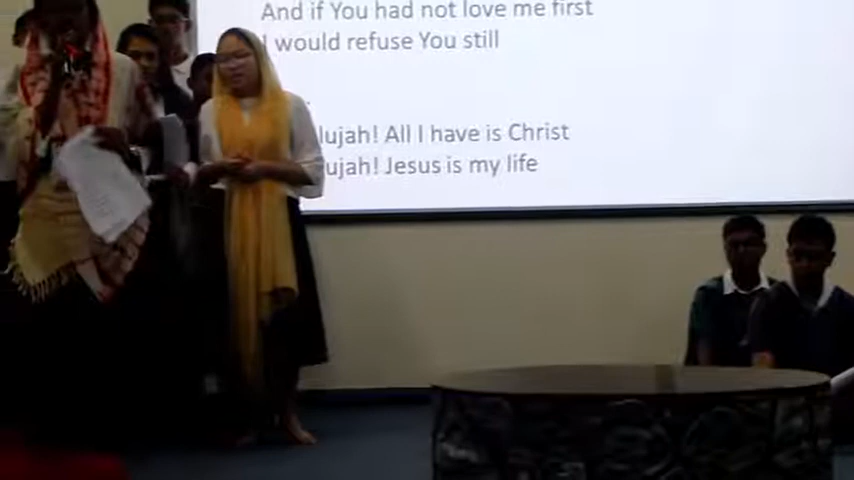 And if You had not love me first
I would refuse You still
lujah! All I have is Christ
ujah! Jesus is my life